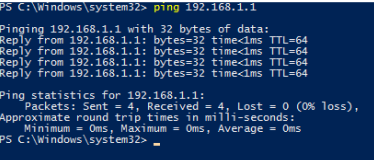 PS C:\Windows\system32> ping 192.168.1.1
Pinging 192.168.1.1 with 32 bytes of data:
Reply from 192.168.1.1: bytes=32 time<1ms TTL=64
Reply from 192.168.1.1: bytes=32 time<1ms TTL=64
Reply from 192.168.1.1: bytes=32 time<1ms TTL=64
Reply from 192.168.1.1: bytes=32 time<1ms TTL=64
Ping statistics for 192.168.1.1:
Packets: Sent = 4, Received = 4, Lost = 0 (0% loss),
Approximate round trip times in milli-seconds:
Minimum = 0ms, Maximum = 0ms, Average = 0ms
PS C:\Windows\system32> _